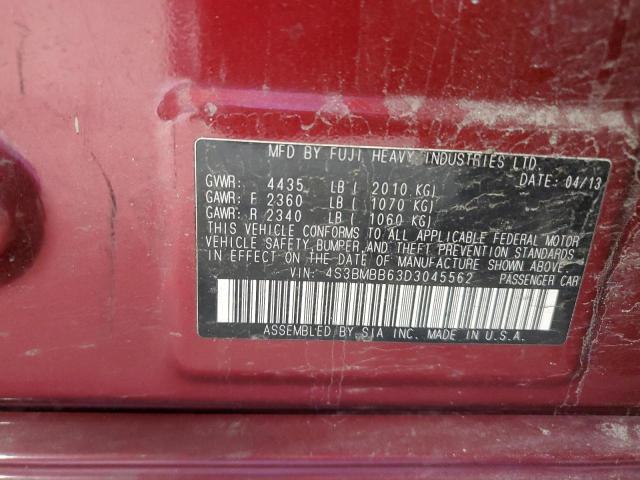 MFD BY FUJI HEAVY INDUSTRIES LTD.
GVWR: 4435 LB ( 2010 KG) DATE: 04/13
GAWR: F 2360 LB ( 1070 KG)
GAWR: R 2340 LB ( 1060 KG)
THIS VEHICLE CONFORMS TO ALL APPLICABLE FEDERAL MOTOR
VEHICLE SAFETY, BUMPER, AND THEFT PREVENTION STANDARDS
IN EFFECT ON THE DATE OF MANUFACTURE SHOWN ABOVE
VIN: 4S3BMBB63D3045562 PASSENGER CAR
ASSEMBLED BY SIA INC. MADE IN U.S.A.